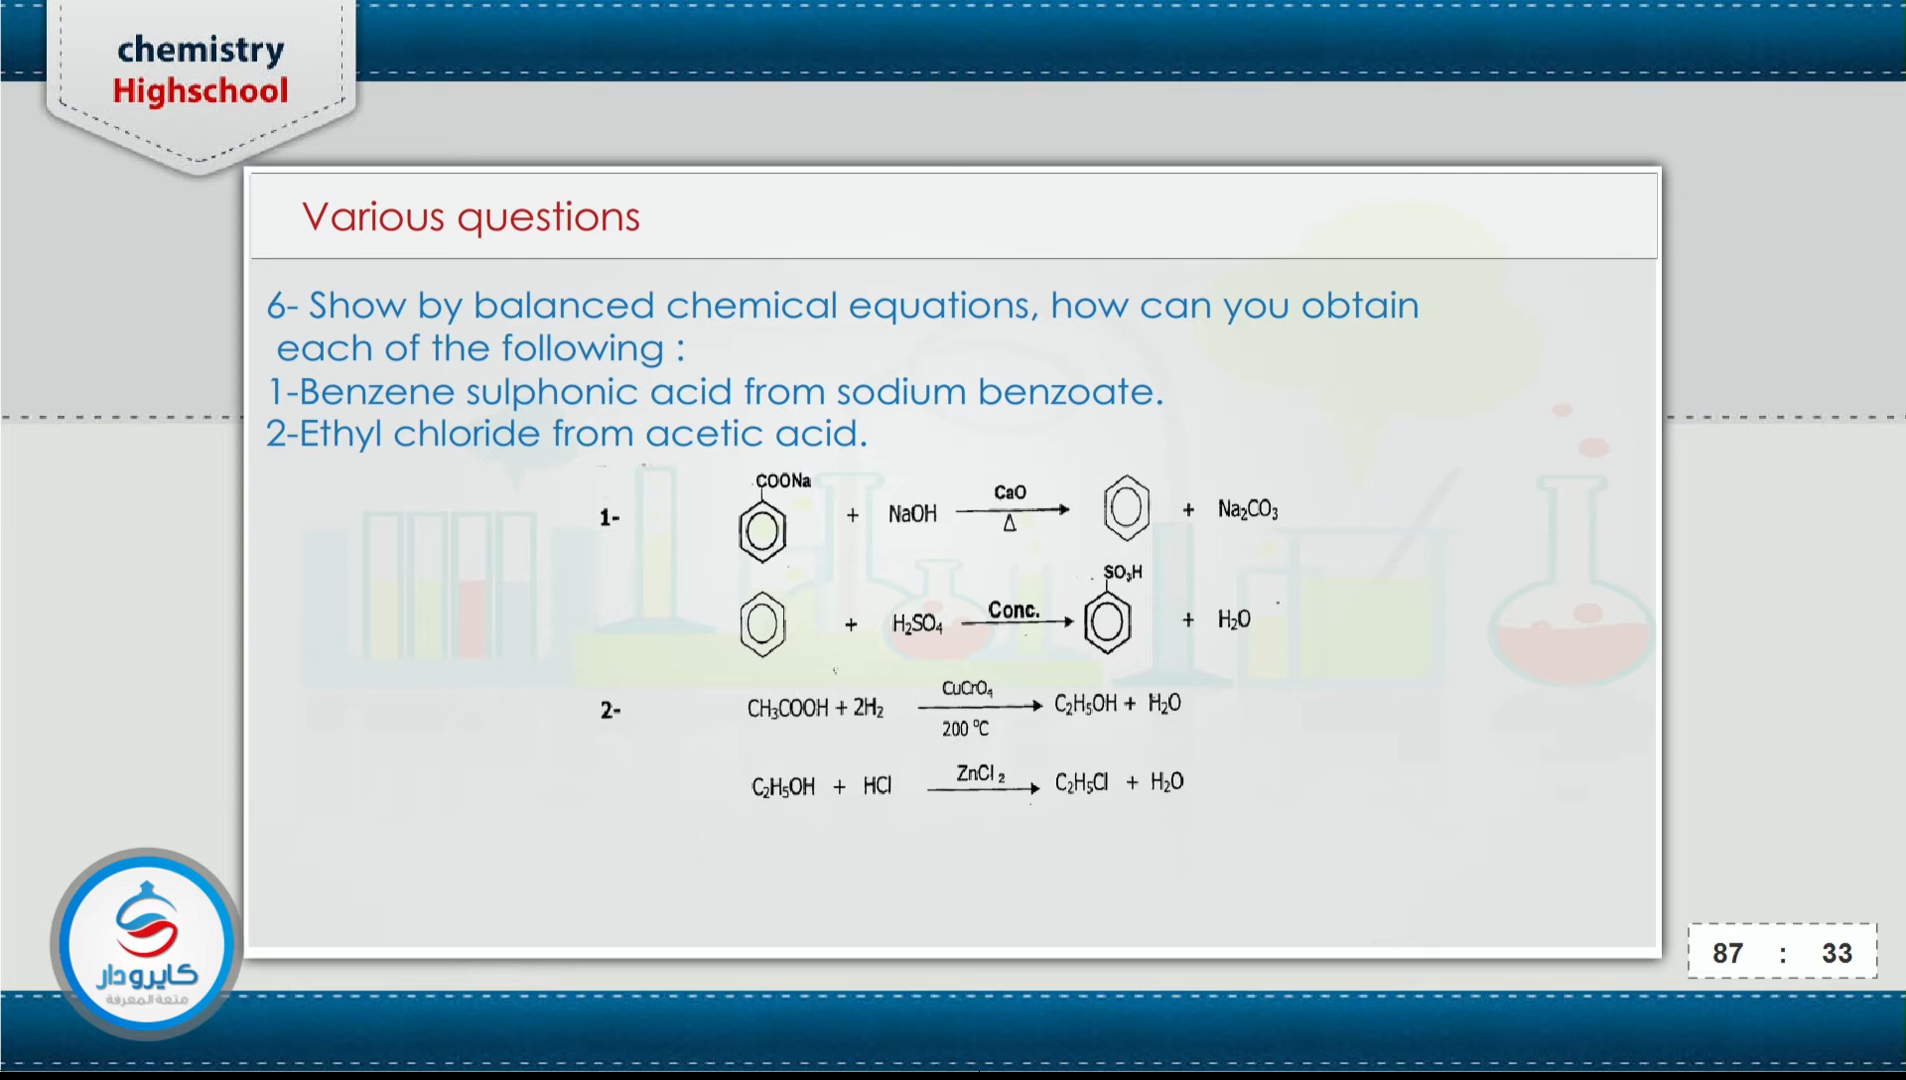 chemistry
Highschool
Various questions
6- Show by balanced chemical equations, how can you obtain
each of the following :
1-Benzene sulphonic acid from sodium benzoate.
2-Ethyl chloride from acetic acid.
COONa
1- + NaOH CaO Δ + Na₂CO₃
SO₃H
+ H₂SO₄ Conc. + H₂O
2- CH₃COOH + 2H₂ CuCrO₄ 200 °C C₂H₅OH + H₂O
C₂H₅OH + HCl ZnCl₂ C₂H₅Cl + H₂O
كايرودار
متعة المعرفة
87 : 33